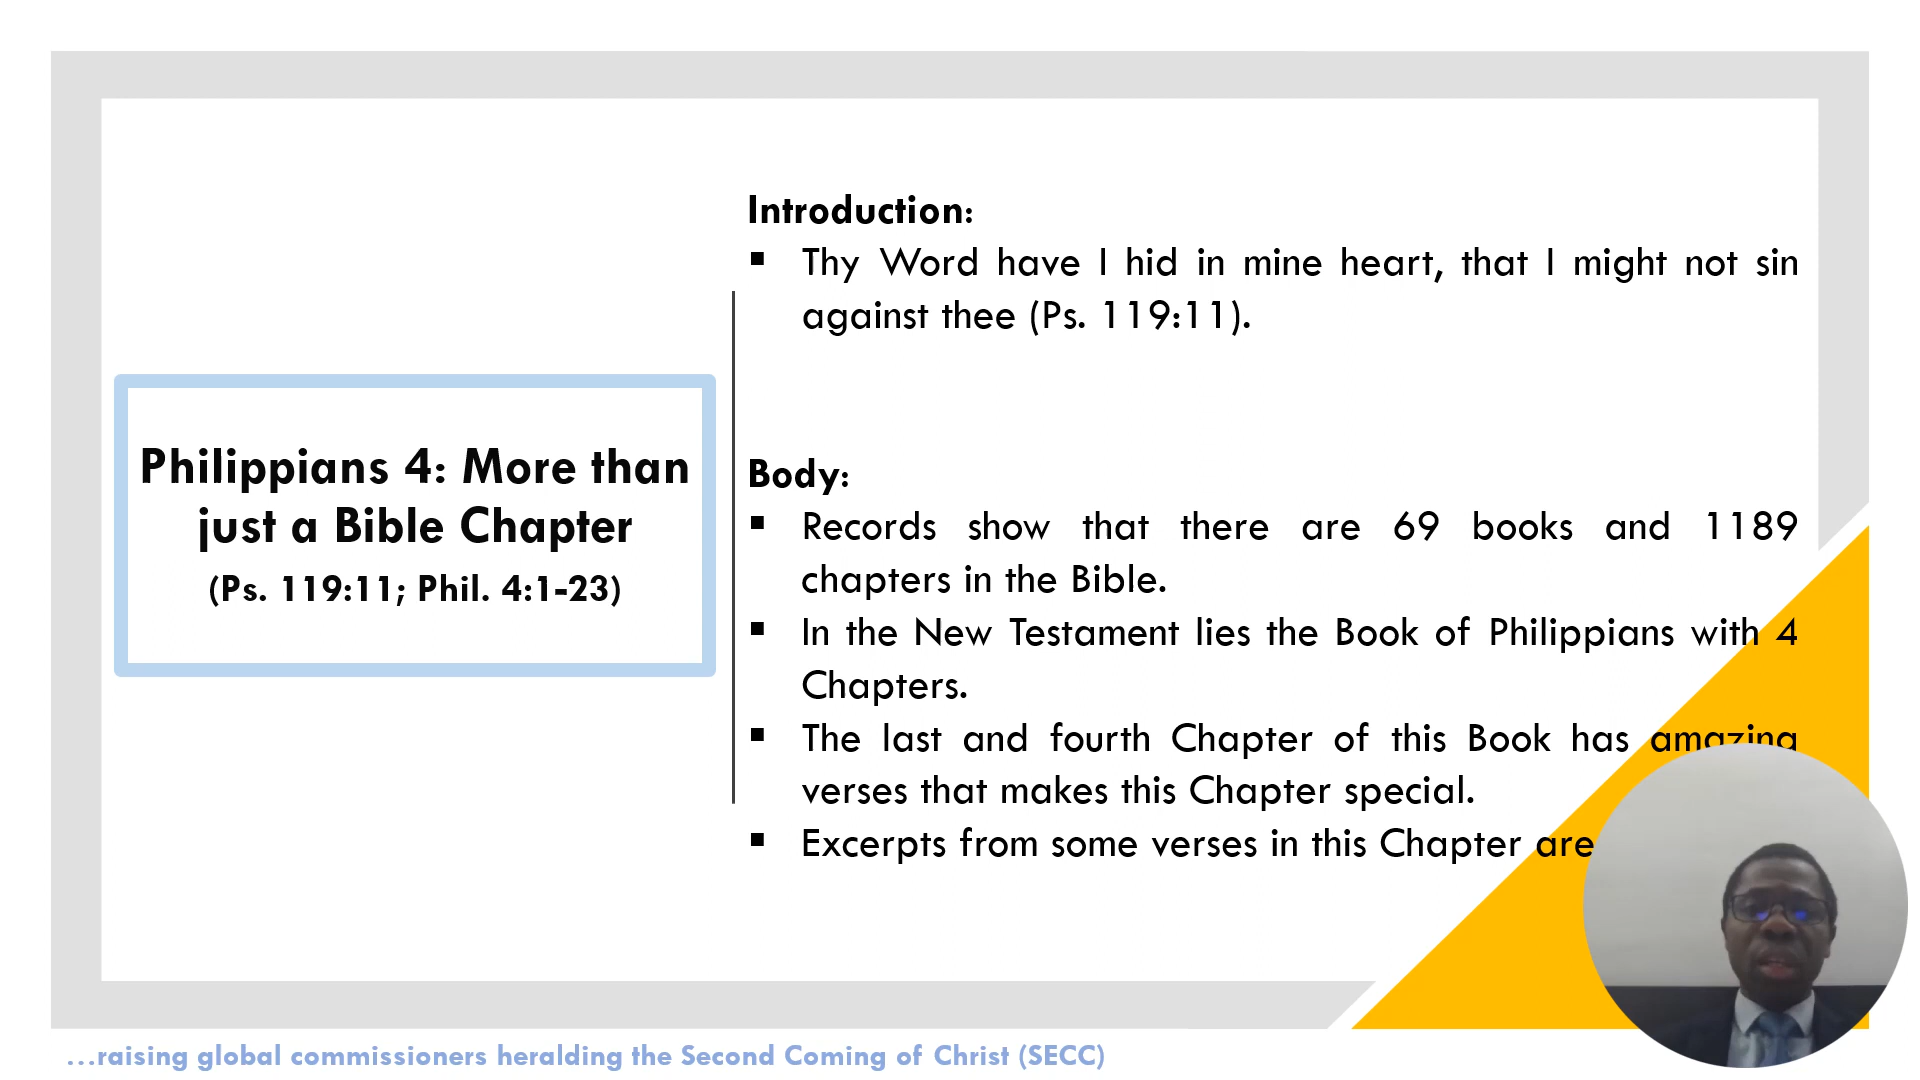 Philippians 4: More than
just a Bible Chapter
(Ps. 119:11; Phil. 4:1-23)
Introduction:
▪ Thy Word have I hid in mine heart, that I might not sin
against thee (Ps. 119:11).
Body:
▪ Records show that there are 69 books and 1189
chapters in the Bible.
▪ In the New Testament lies the Book of Philippians with 4
Chapters.
▪ The last and fourth Chapter of this Book has amazing
verses that makes this Chapter special.
▪ Excerpts from some verses in this Chapter are
...raising global commissioners heralding the Second Coming of Christ (SECC)